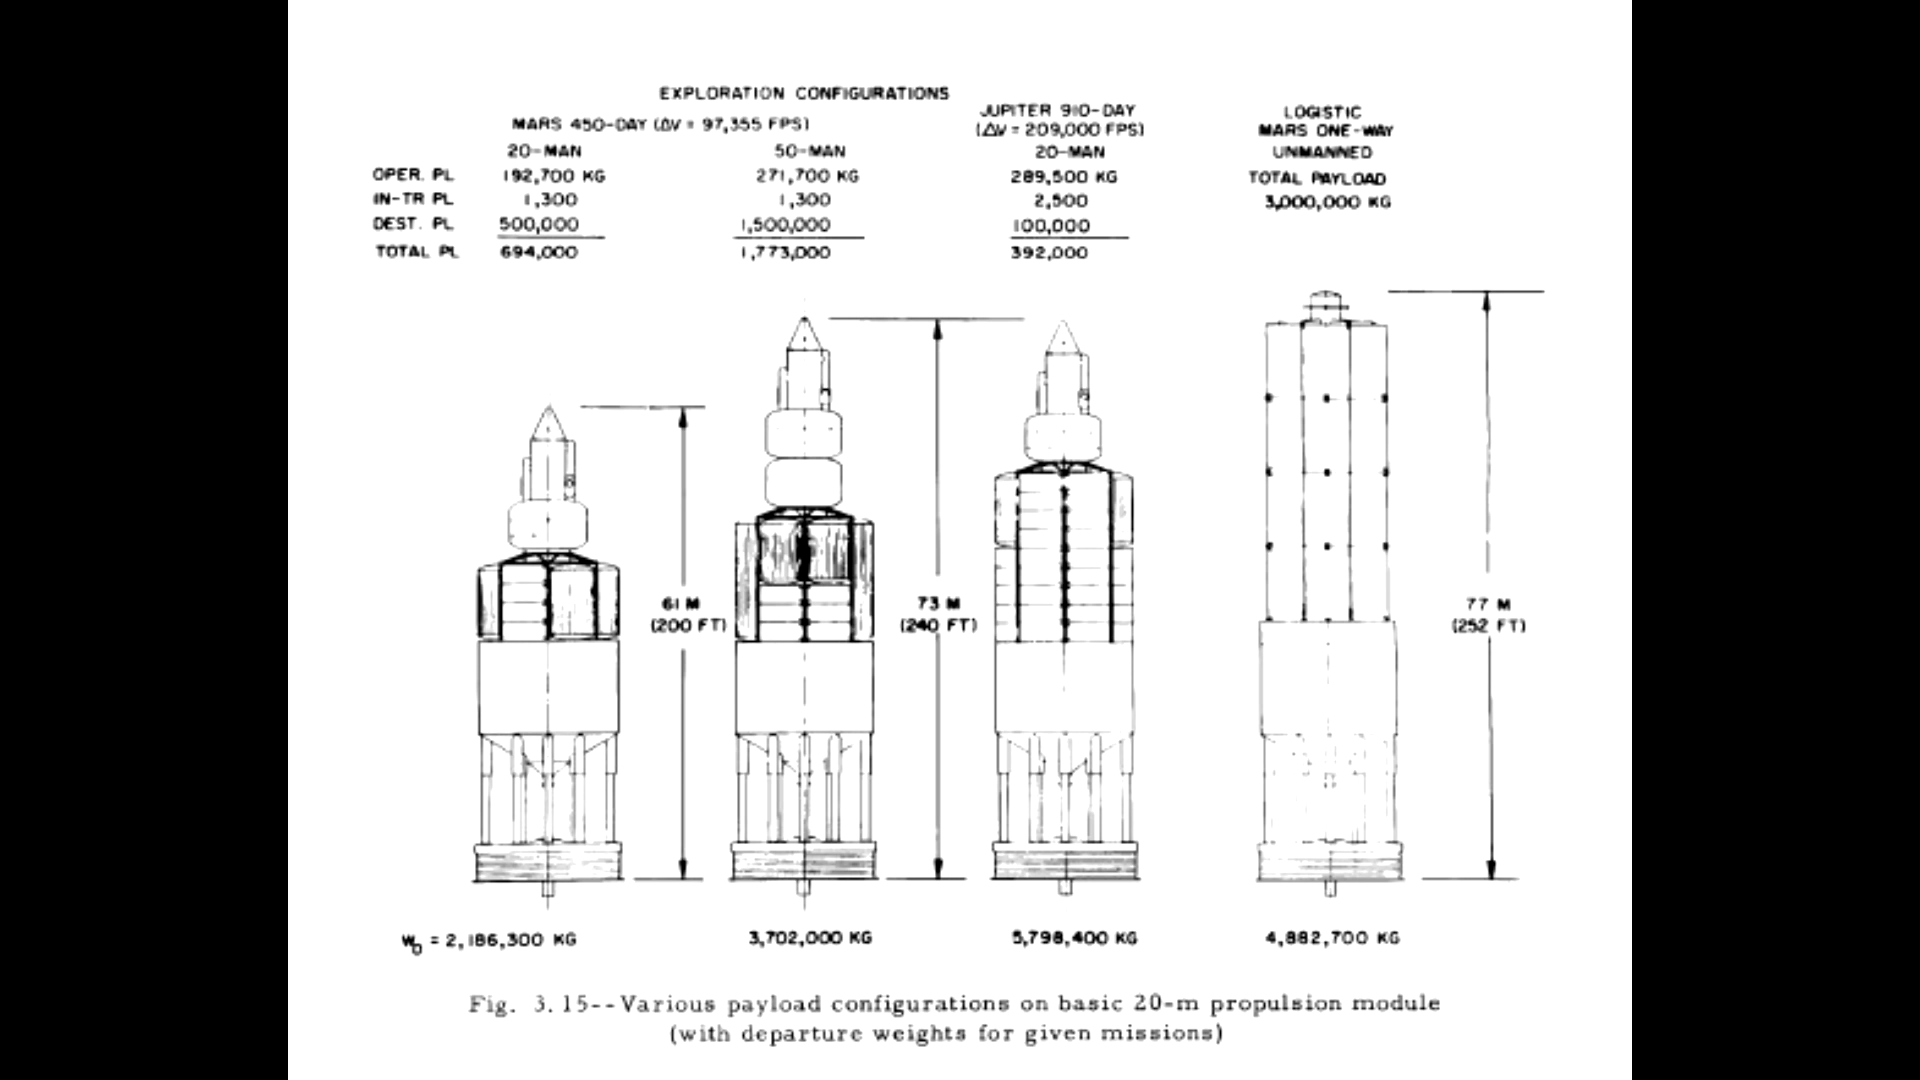 EXPLORATION CONFIGURATIONS
MARS 450-DAY (ΔV = 97,355 FPS)
20-MAN 50-MAN
JUPITER 910-DAY
(ΔV = 209,000 FPS)
20-MAN
LOGISTIC
MARS ONE-WAY
UNMANNED
TOTAL PAYLOAD
3,000,000 KG
OPER. PL 192,700 KG 271,700 KG 289,500 KG
IN-TR PL 1,300 1,300 2,500
DEST. PL 500,000 1,500,000 100,000
TOTAL PL 694,000 1,773,000 392,000
61 M
(200 FT)
73 M
(240 FT)
77 M
(252 FT)
W0 = 2,186,300 KG 3,702,000 KG 5,798,400 KG 4,882,700 KG
Fig. 3.15--Various payload configurations on basic 20-m propulsion module
(with departure weights for given missions)